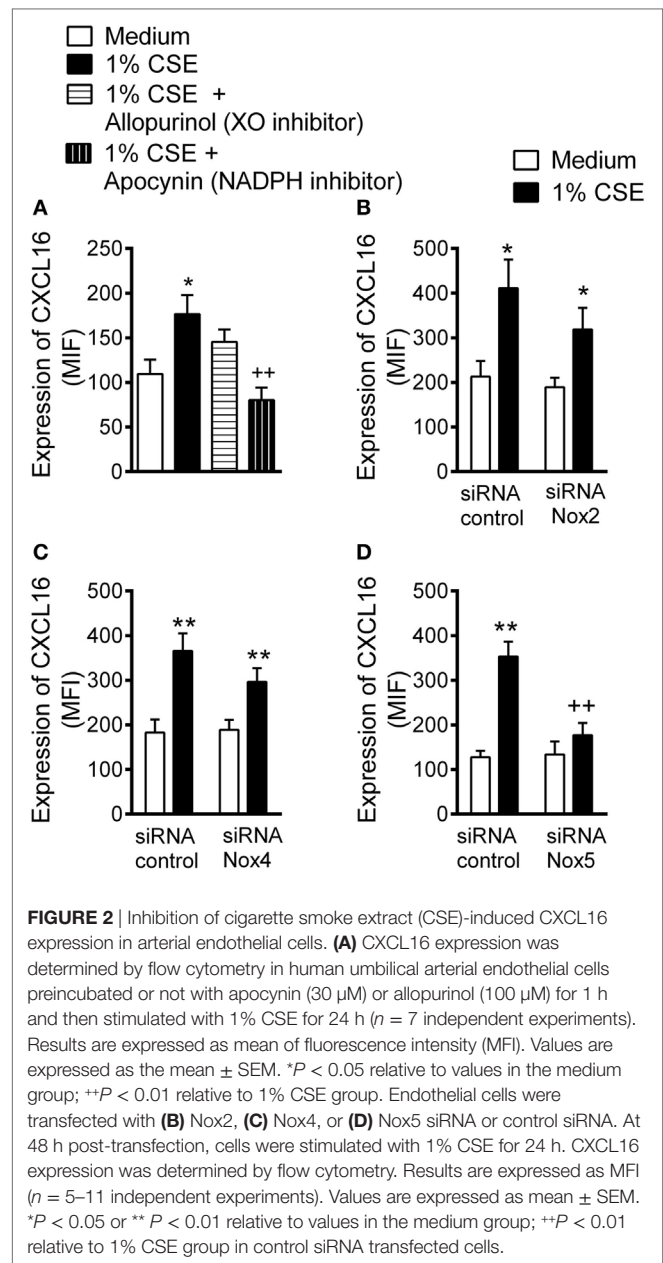 Medium
1% CSE
1% CSE +
Allopurinol (XO inhibitor)
1% CSE +
Apocynin (NADPH inhibitor)
Medium
1% CSE
A
Expression of CXCL16
(MIF)
250
200
150
100
50
0
*
++
B
Expression of CXCL16
(MIF)
500
400
300
200
100
0
*
*
siRNA
control
siRNA
Nox2
C
Expression of CXCL16
(MFI)
500
400
300
200
100
0
**
**
siRNA
control
siRNA
Nox4
D
Expression of CXCL16
(MIF)
500
400
300
200
100
0
**
++
siRNA
control
siRNA
Nox5
FIGURE 2 | Inhibition of cigarette smoke extract (CSE)-induced CXCL16
expression in arterial endothelial cells. (A) CXCL16 expression was
determined by flow cytometry in human umbilical arterial endothelial cells
preincubated or not with apocynin (30 μM) or allopurinol (100 μM) for 1 h
and then stimulated with 1% CSE for 24 h (n = 7 independent experiments).
Results are expressed as mean of fluorescence intensity (MFI). Values are
expressed as the mean ± SEM. *P < 0.05 relative to values in the medium
group; ++P < 0.01 relative to 1% CSE group. Endothelial cells were
transfected with (B) Nox2, (C) Nox4, or (D) Nox5 siRNA or control siRNA. At
48 h post-transfection, cells were stimulated with 1% CSE for 24 h. CXCL16
expression was determined by flow cytometry. Results are expressed as MFI
(n = 5–11 independent experiments). Values are expressed as mean ± SEM.
*P < 0.05 or ** P < 0.01 relative to values in the medium group; ++P < 0.01
relative to 1% CSE group in control siRNA transfected cells.